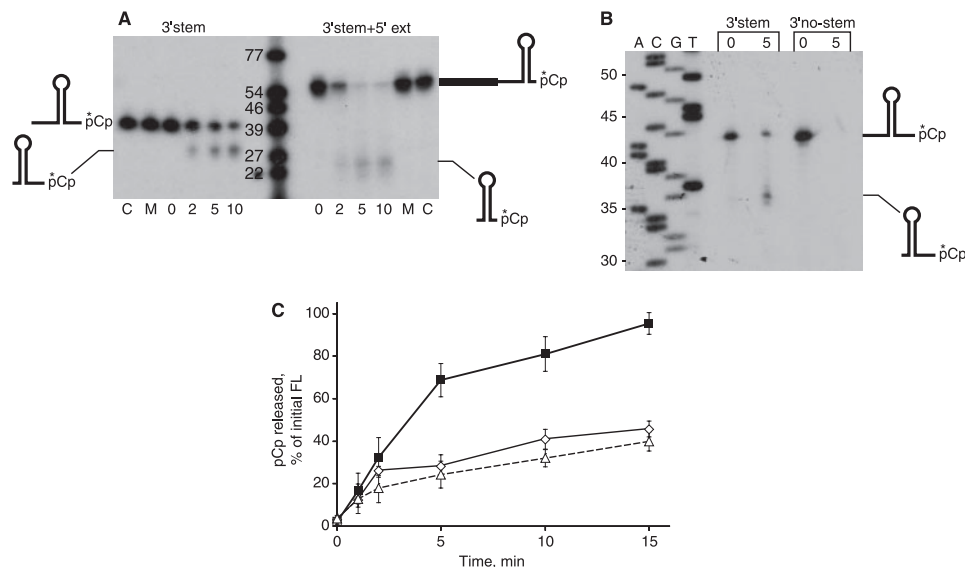 A
3'stem
3'stem+5' ext
77
54
46
39
27
22
*pCp
*pCp
*pCp
*pCp
C M 0 2 5 10
0 2 5 10 M C
B
3'stem
3'no-stem
A C G T
0 5
0 5
50
45
40
35
30
*pCp
*pCp
C
100
80
60
40
20
0
pCp released,
% of initial FL
0 5 10 15
Time, min